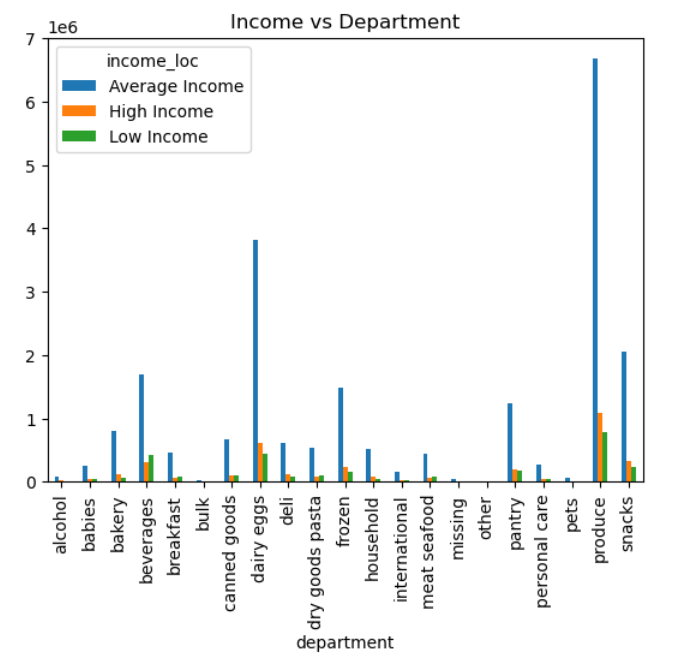 Income vs Department
1e6
7
6
5
4
3
2
1
0
income_loc
Average Income
High Income
Low Income
alcohol
babies
bakery
beverages
breakfast
bulk
canned goods
dairy eggs
deli
dry goods pasta
frozen
household
international
meat seafood
missing
other
pantry
personal care
pets
produce
snacks
department